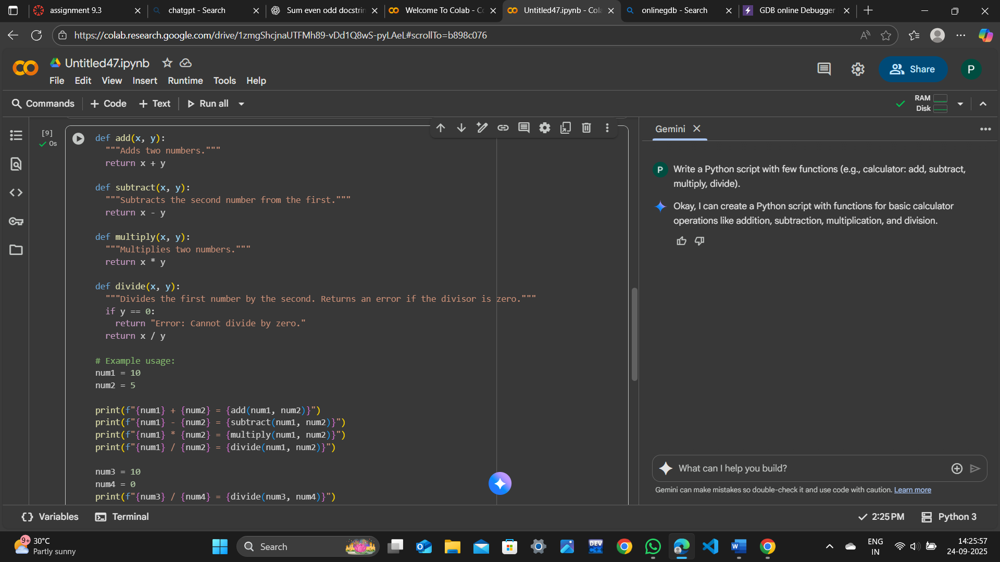 assignment 9.3
chatgpt - Search
Sum even odd docstrin
Welcome To Colab - Co
Untitled47.ipynb - Cola
onlinegdb - Search
GDB online Debugger
https://colab.research.google.com/drive/1zmgShcjnaUTFMh89-vDd1Q8wS-pyLAeL#scrollTo=b898c076
Untitled47.ipynb
File Edit View Insert Runtime Tools Help
Share
P
Commands + Code + Text Run all
RAM
Disk
[9]
0s
def add(x, y):
"""Adds two numbers."""
return x + y
def subtract(x, y):
"""Subtracts the second number from the first."""
return x - y
def multiply(x, y):
"""Multiplies two numbers."""
return x * y
def divide(x, y):
"""Divides the first number by the second. Returns an error if the divisor is zero."""
if y == 0:
return "Error: Cannot divide by zero."
return x / y
# Example usage:
num1 = 10
num2 = 5
print(f"{num1} + {num2} = {add(num1, num2)}")
print(f"{num1} - {num2} = {subtract(num1, num2)}")
print(f"{num1} * {num2} = {multiply(num1, num2)}")
print(f"{num1} / {num2} = {divide(num1, num2)}")
num3 = 10
num4 = 0
print(f"{num3} / {num4} = {divide(num3, num4)}")
Gemini
P
Write a Python script with few functions (e.g., calculator: add, subtract,
multiply, divide).
Okay, I can create a Python script with functions for basic calculator
operations like addition, subtraction, multiplication, and division.
What can I help you build?
Gemini can make mistakes so double-check it and use code with caution. Learn more
Variables Terminal
2:25 PM Python 3
9+
30°C
Partly sunny
Search
DEV
C++
ENG
IN
14:25:57
24-09-2025